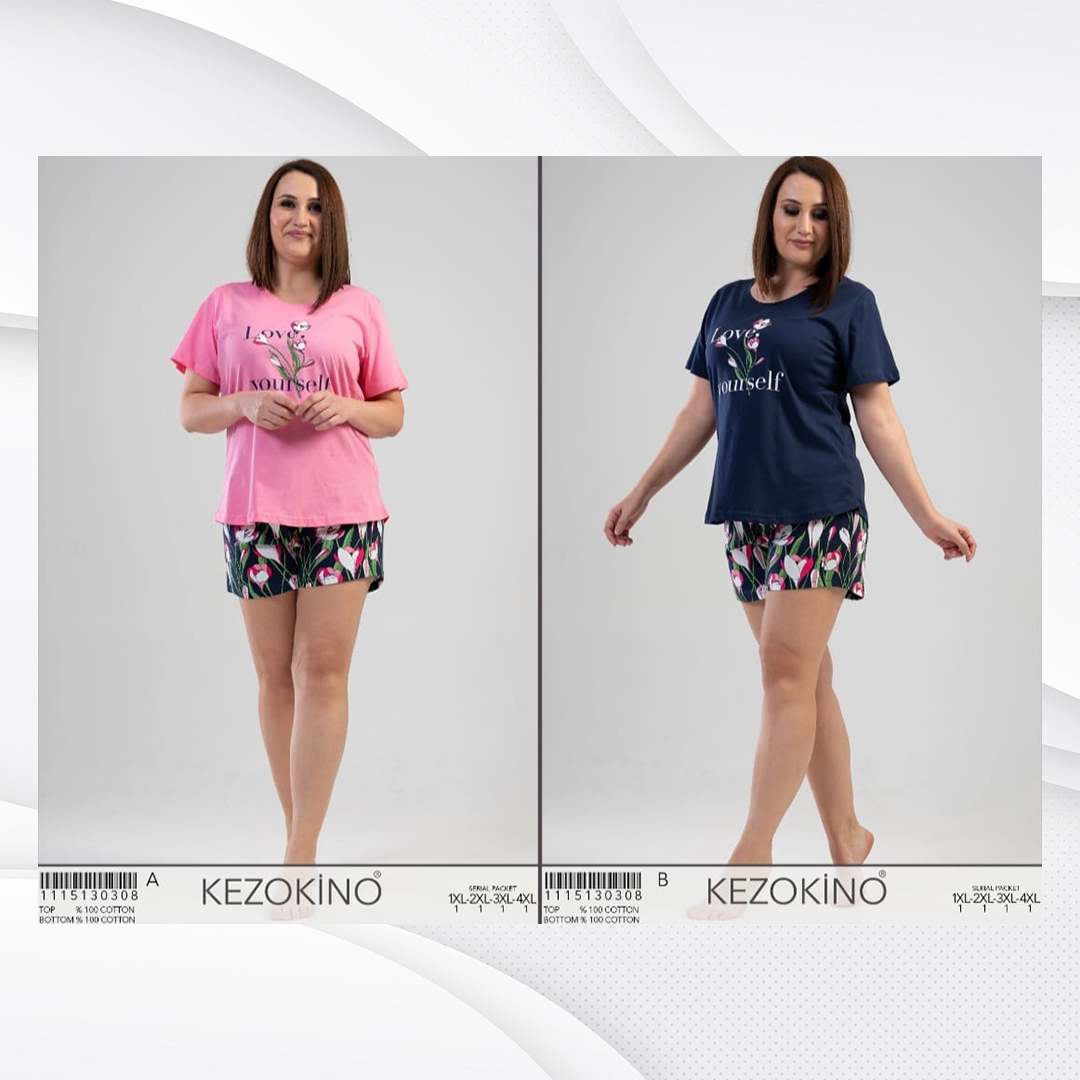 Love
yourself
Love
yourself
1115130308
A
KEZOKİNO®
SERIAL PACKET
1XL-2XL-3XL-4XL
1 1 1 1
TOP % 100 COTTON
BOTTOM % 100 COTTON
1115130308
B
KEZOKİNO®
SERIAL PACKET
1XL-2XL-3XL-4XL
1 1 1 1
TOP % 100 COTTON
BOTTOM % 100 COTTON